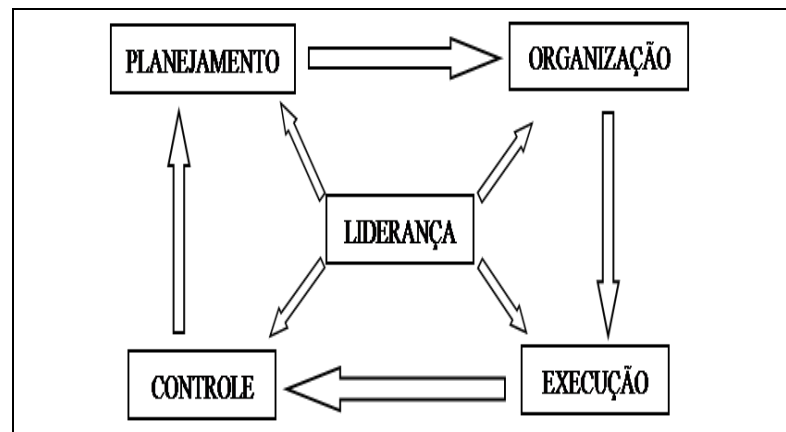 PLANEJAMENTO
ORGANIZAÇÃO
LIDERANÇA
CONTROLE
EXECUÇÃO